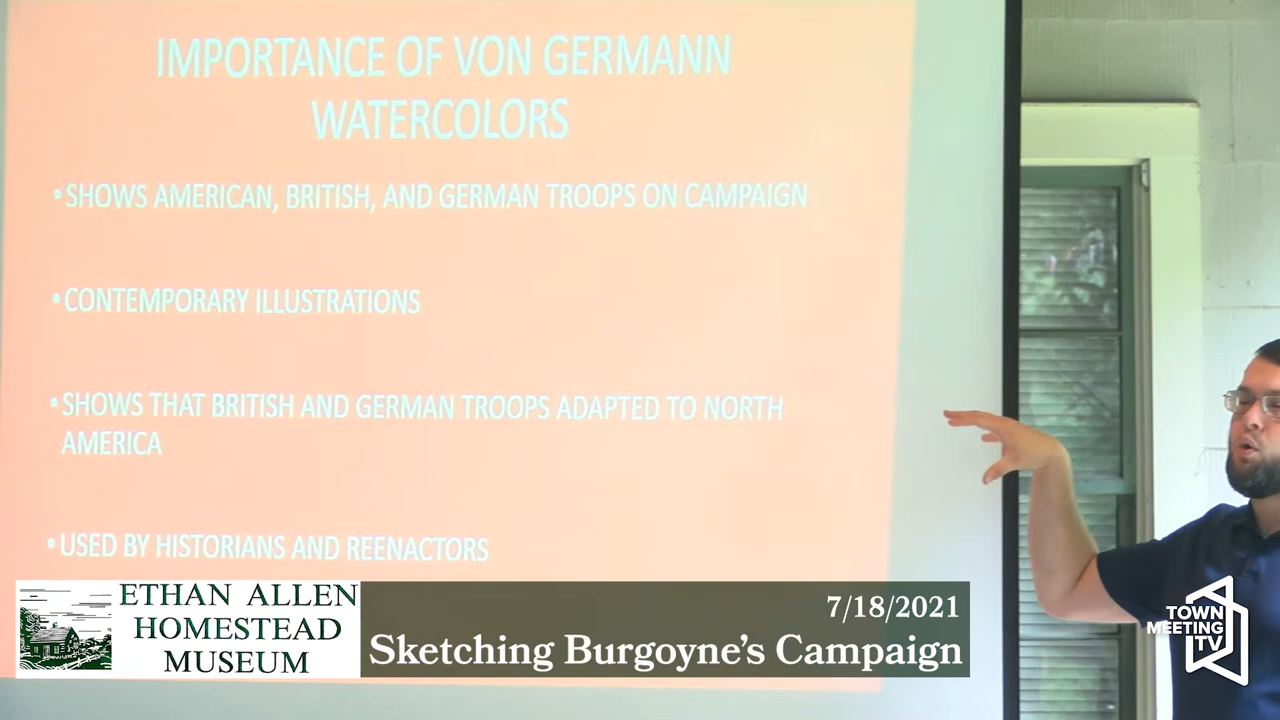 IMPORTANCE OF VON GERMANN
WATERCOLORS
•SHOWS AMERICAN, BRITISH, AND GERMAN TROOPS ON CAMPAIGN
•CONTEMPORARY ILLUSTRATIONS
•SHOWS THAT BRITISH AND GERMAN TROOPS ADAPTED TO NORTH
AMERICA
•USED BY HISTORIANS AND REENACTORS
ETHAN ALLEN
HOMESTEAD
MUSEUM
7/18/2021
Sketching Burgoyne's Campaign
TOWN
MEETING
TV